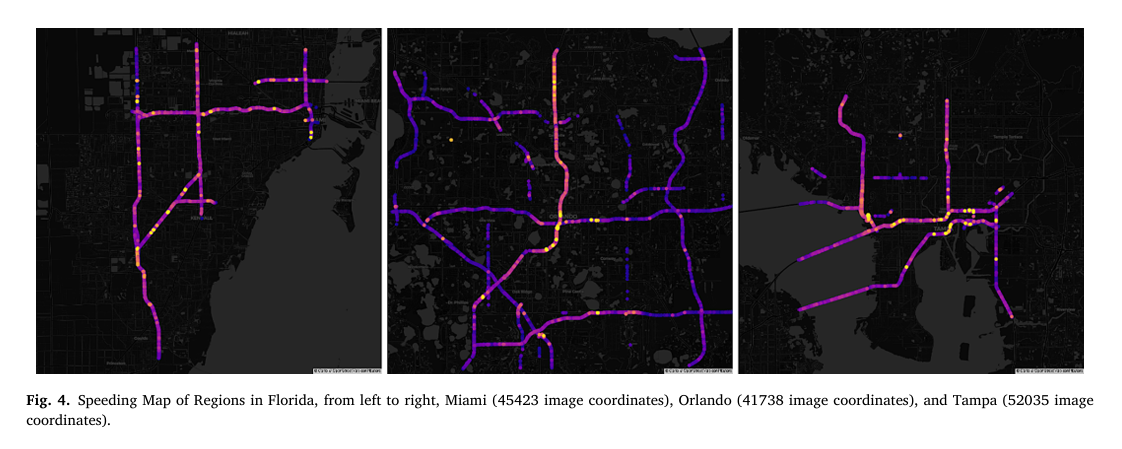 ORLANDO
Fig. 4. Speeding Map of Regions in Florida, from left to right, Miami (45423 image coordinates), Orlando (41738 image coordinates), and Tampa (52035 image
coordinates).